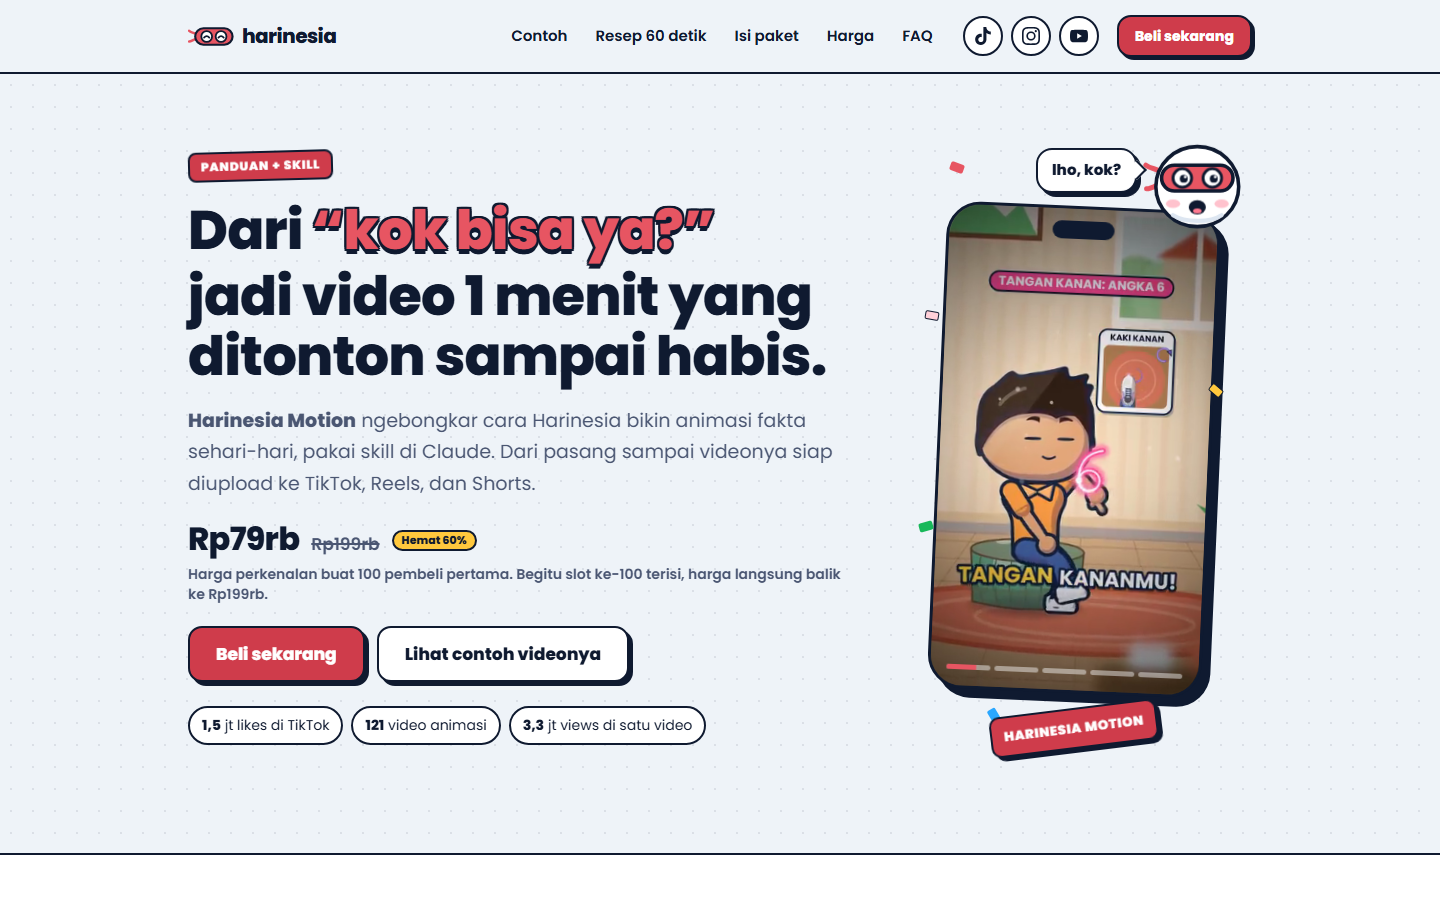 harinesia
Contoh
Resep 60 detik
Isi paket
Harga
FAQ
Beli sekarang
PANDUAN + SKILL
Dari “kok bisa ya?”
jadi video 1 menit yang
ditonton sampai habis.
Harinesia Motion ngebongkar cara Harinesia bikin animasi fakta
sehari-hari, pakai skill di Claude. Dari pasang sampai videonya siap
diupload ke TikTok, Reels, dan Shorts.
Rp79rb Rp199rb Hemat 60%
Harga perkenalan buat 100 pembeli pertama. Begitu slot ke-100 terisi, harga langsung balik
ke Rp199rb.
Beli sekarang
Lihat contoh videonya
1,5 jt likes di TikTok
121 video animasi
3,3 jt views di satu video
lho, kok?
TANGAN KANAN: ANGKA 6
KAKI KANAN
6
TANGAN KANANMU!
HARINESIA MOTION